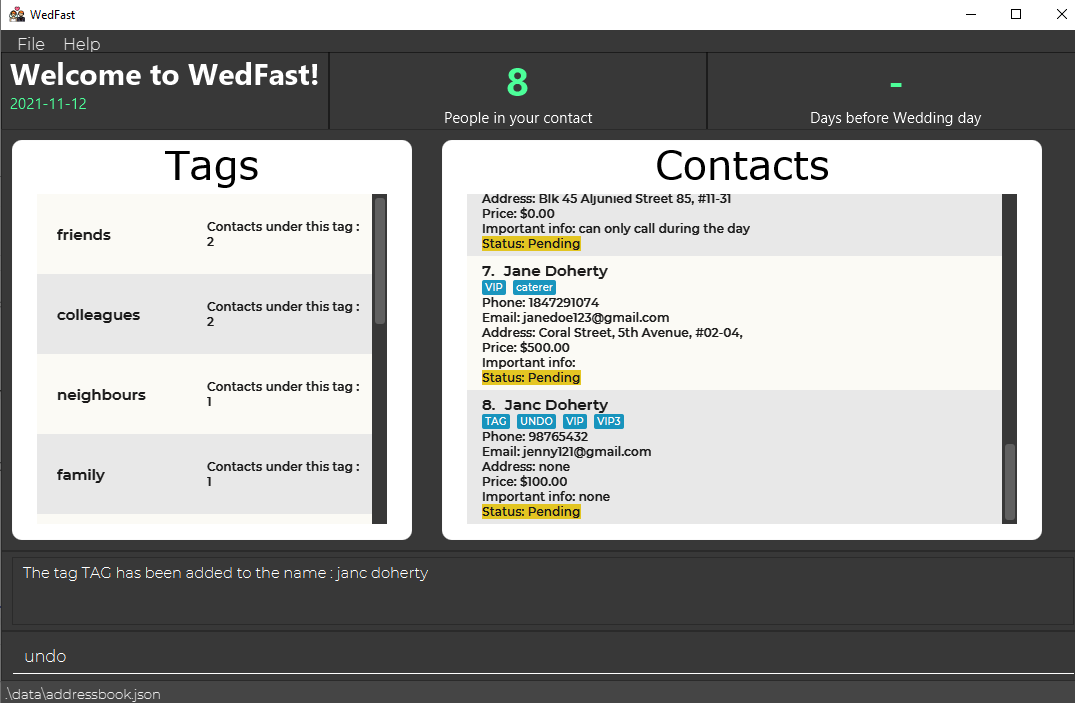 WedFast
File Help
Welcome to WedFast!
2021-11-12
8
People in your contact
-
Days before Wedding day
Tags
friends
Contacts under this tag :
2
colleagues
Contacts under this tag :
2
neighbours
Contacts under this tag :
1
family
Contacts under this tag :
1
Contacts
Address: Blk 45 Aljunied Street 85, #11-31
Price: $0.00
Important info: can only call during the day
Status: Pending
7. Jane Doherty
VIP caterer
Phone: 1847291074
Email: janedoe123@gmail.com
Address: Coral Street, 5th Avenue, #02-04,
Price: $500.00
Important info:
Status: Pending
8. Janc Doherty
TAG UNDO VIP VIP3
Phone: 98765432
Email: jenny121@gmail.com
Address: none
Price: $100.00
Important info: none
Status: Pending
The tag TAG has been added to the name : janc doherty
undo
.\data\addressbook.json